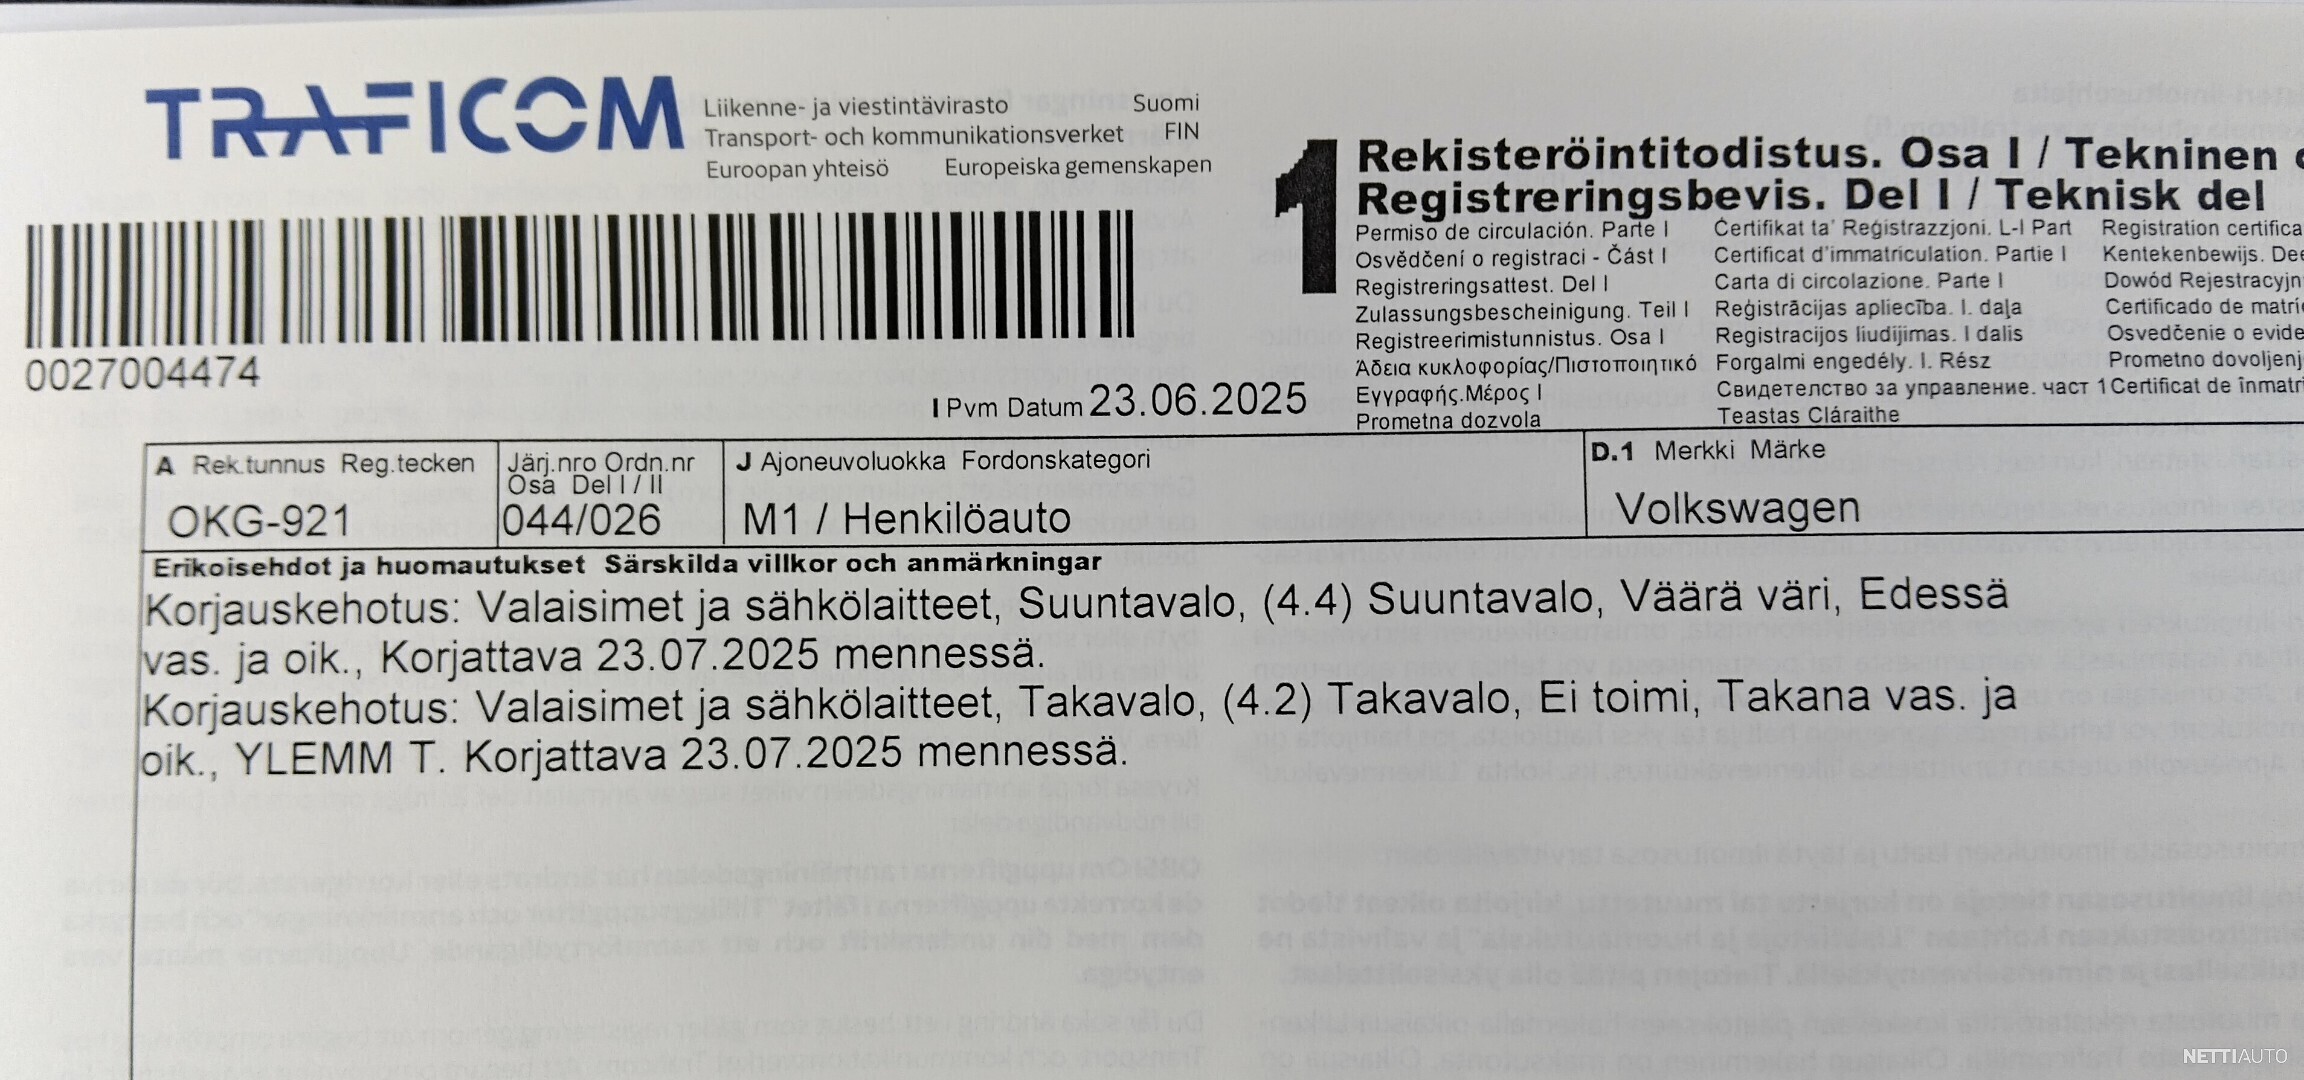 TRAFICOM
Liikenne- ja viestintävirasto Suomi
Transport- och kommunikationsverket FIN
Euroopan yhteisö Europeiska gemenskapen
0027004474
I Pvm Datum 23.06.2025
1
Rekisteröintitodistus. Osa I / Tekninen
Registreringsbevis. Del I / Teknisk del
Permiso de circulación. Parte I
Osvědčení o registraci - Část I
Registreringsattest. Del I
Zulassungsbescheinigung. Teil I
Registreerimistunnistus. Osa I
Άδεια κυκλοφορίας/Πιστοποιητικό
Εγγραφής.Μέρος I
Prometna dozvola
Ċertifikat ta' Reġistrazzjoni. L-I Part
Certificat d'immatriculation. Partie I
Carta di circolazione. Parte I
Reģistrācijas apliecība. I. daļa
Registracijos liudijimas. I dalis
Forgalmi engedély. I. Rész
Свидетелство за управление. част 1
Teastas Cláraithe
Registration certifica
Kentekenbewijs. Dee
Dowód Rejestracyjn
Certificado de matrí
Osvedčenie o evide
Prometno dovoljenj
Certificat de înmatri
A Rek.tunnus Reg.tecken
OKG-921
Järj.nro Ordn.nr
Osa Del I / II
044/026
J Ajoneuvoluokka Fordonskategori
M1 / Henkilöauto
D.1 Merkki Märke
Volkswagen
Erikoisehdot ja huomautukset Särskilda villkor och anmärkningar
Korjauskehotus: Valaisimet ja sähkölaitteet, Suuntavalo, (4.4) Suuntavalo, Väärä väri, Edessä
vas. ja oik., Korjattava 23.07.2025 mennessä.
Korjauskehotus: Valaisimet ja sähkölaitteet, Takavalo, (4.2) Takavalo, Ei toimi, Takana vas. ja
oik., YLEMM T. Korjattava 23.07.2025 mennessä.
NETTIAUTO